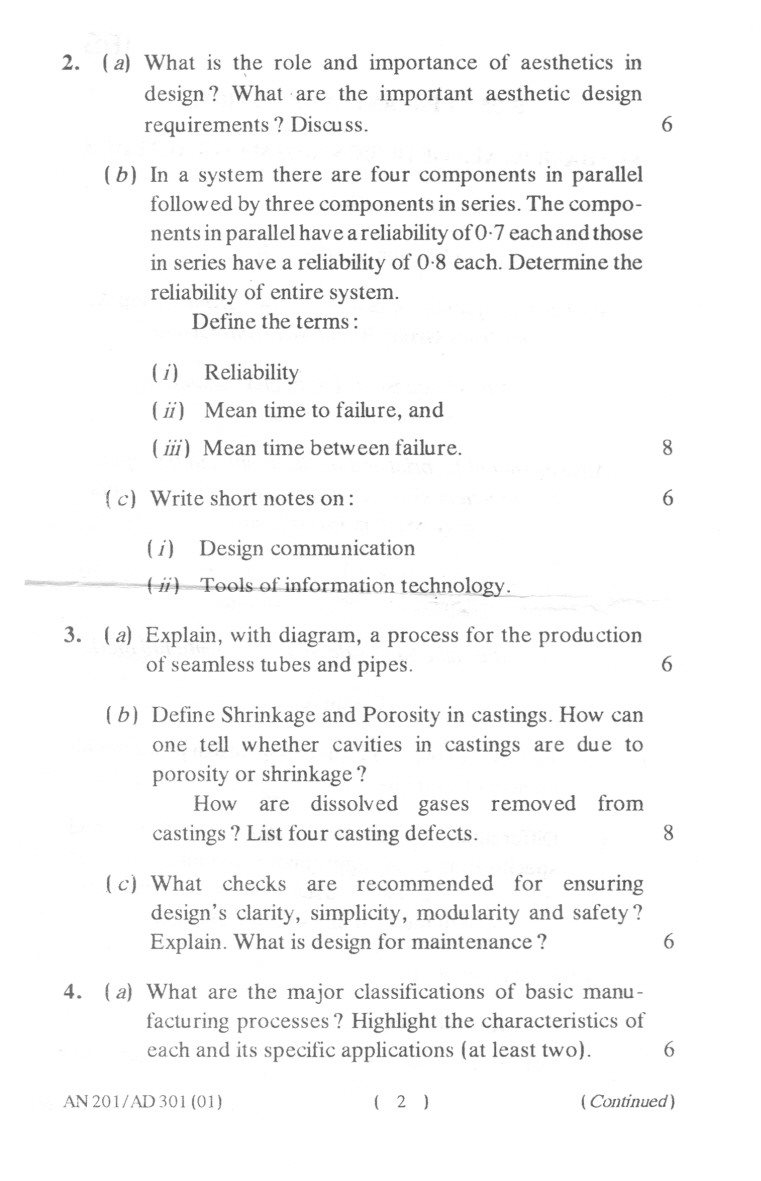 2. (a) What is the role and importance of aesthetics in
design? What are the important aesthetic design
requirements? Discuss. 6
(b) In a system there are four components in parallel
followed by three components in series. The compo-
nents in parallel have a reliability of 0·7 each and those
in series have a reliability of 0·8 each. Determine the
reliability of entire system.
Define the terms:
(i) Reliability
(ii) Mean time to failure, and
(iii) Mean time between failure. 8
(c) Write short notes on: 6
(i) Design communication
(ii) Tools of information technology.
3. (a) Explain, with diagram, a process for the production
of seamless tubes and pipes. 6
(b) Define Shrinkage and Porosity in castings. How can
one tell whether cavities in castings are due to
porosity or shrinkage?
How are dissolved gases removed from
castings? List four casting defects. 8
(c) What checks are recommended for ensuring
design's clarity, simplicity, modularity and safety?
Explain. What is design for maintenance? 6
4. (a) What are the major classifications of basic manu-
facturing processes? Highlight the characteristics of
each and its specific applications (at least two). 6
AN 201/AD 301 (01) ( 2 ) (Continued)